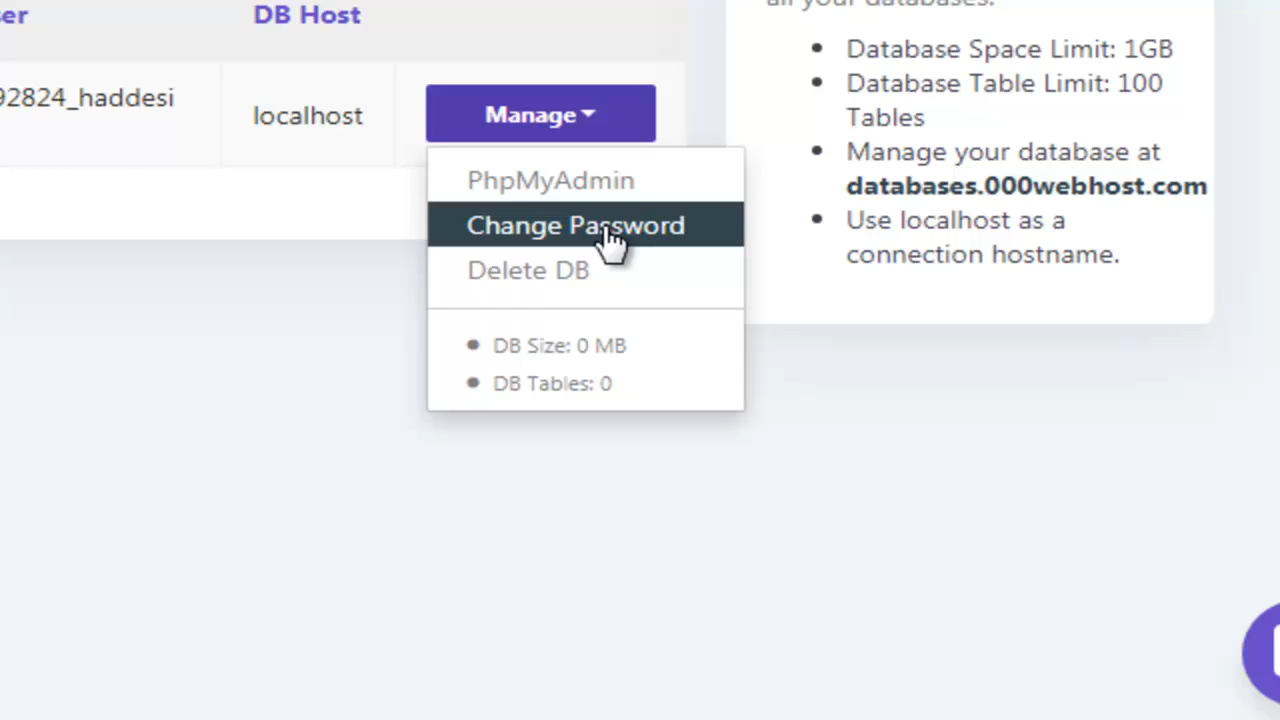 er
DB Host
92824_haddesi
localhost
Manage
PhpMyAdmin
Change Password
Delete DB
DB Size: 0 MB
DB Tables: 0
all your databases.
Database Space Limit: 1GB
Database Table Limit: 100
Tables
Manage your database at
databases.000webhost.com
Use localhost as a
connection hostname.